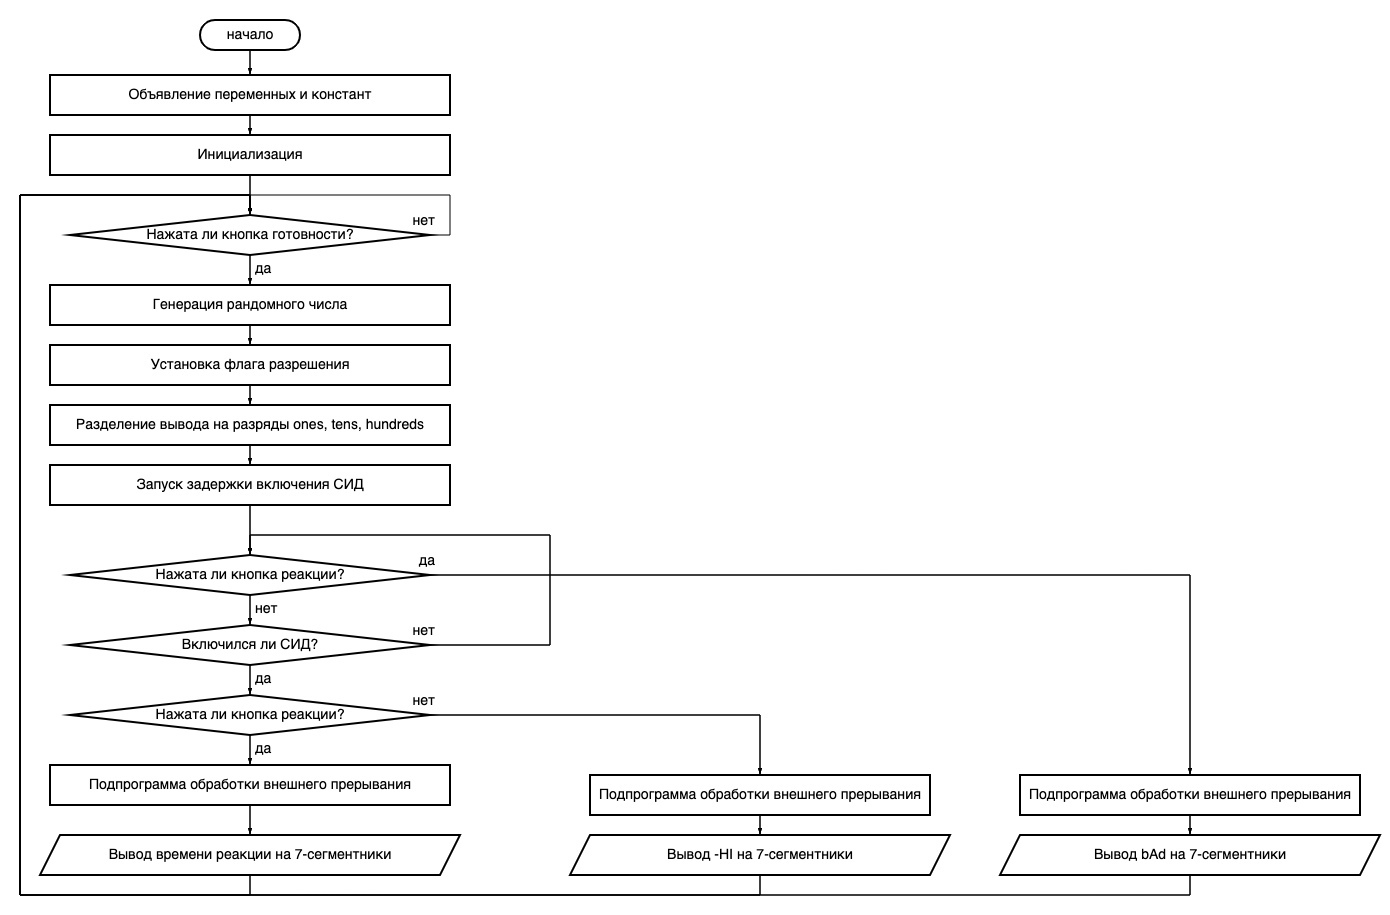 начало
Объявление переменных и констант
Инициализация
нет
Нажата ли кнопка готовности?
да
Генерация рандомного числа
Установка флага разрешения
Разделение вывода на разряды ones, tens, hundreds
Запуск задержки включения СИД
да
Нажата ли кнопка реакции?
нет
нет
Включился ли СИД?
да
нет
Нажата ли кнопка реакции?
да
Подпрограмма обработки внешнего прерывания
Подпрограмма обработки внешнего прерывания
Подпрограмма обработки внешнего прерывания
Вывод времени реакции на 7-сегментники
Вывод -HI на 7-сегментники
Вывод bAd на 7-сегментники